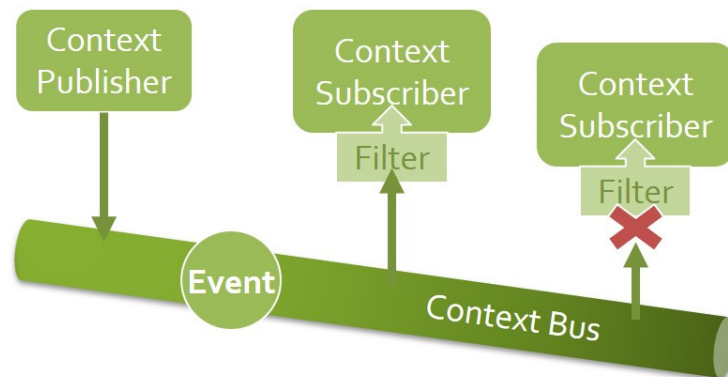 Context
Publisher
Context
Subscriber
Filter
Context
Subscriber
Filter
Event
Context Bus